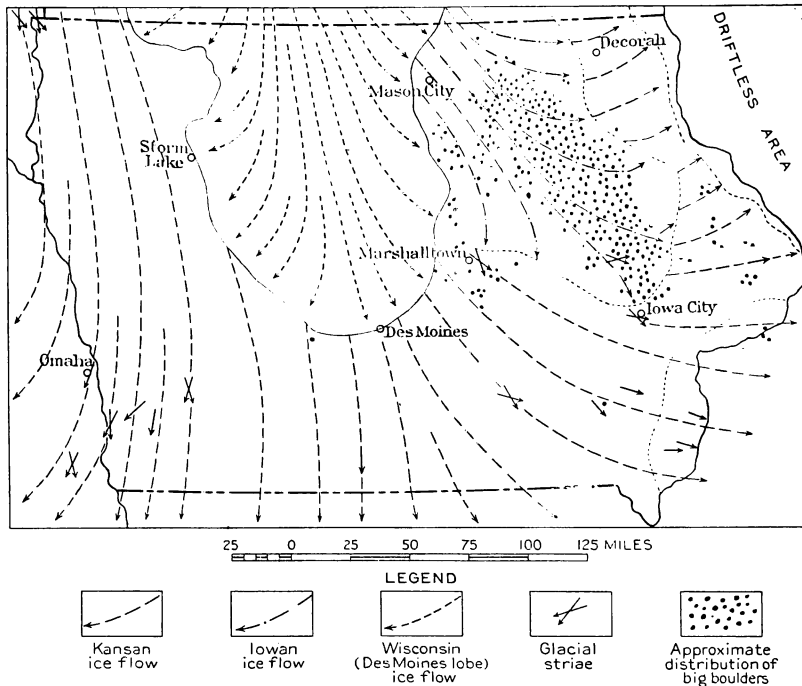 DRIFTLESS AREA
Decorah
Mason City
Storm
Lake
Marshalltown
Iowa City
Des Moines
Omaha
25 0 25 50 75 100 125 MILES
LEGEND
Kansan
ice flow
Iowan
ice flow
Wisconsin
(Des Moines lobe)
ice flow
Glacial
striae
Approximate
distribution of
big boulders